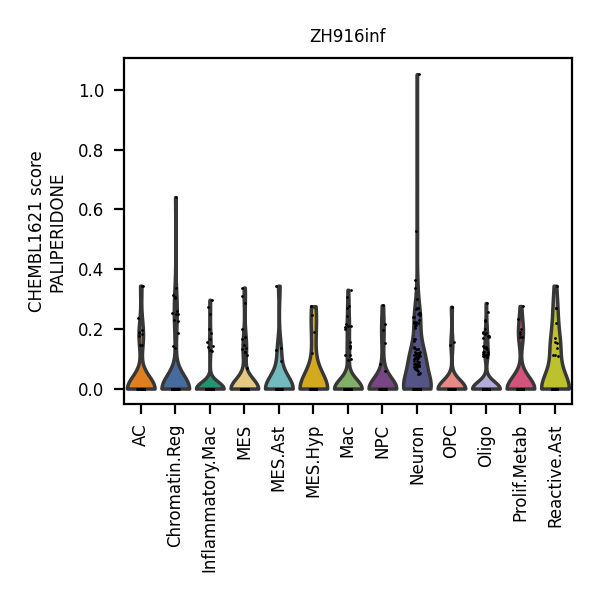 ZH916inf
CHEMBL1621 score
PALIPERIDONE
1.0
0.8
0.6
0.4
0.2
0.0
AC
Chromatin.Reg
Inflammatory.Mac
MES
MES.Ast
MES.Hyp
Mac
NPC
Neuron
OPC
Oligo
Prolif.Metab
Reactive.Ast